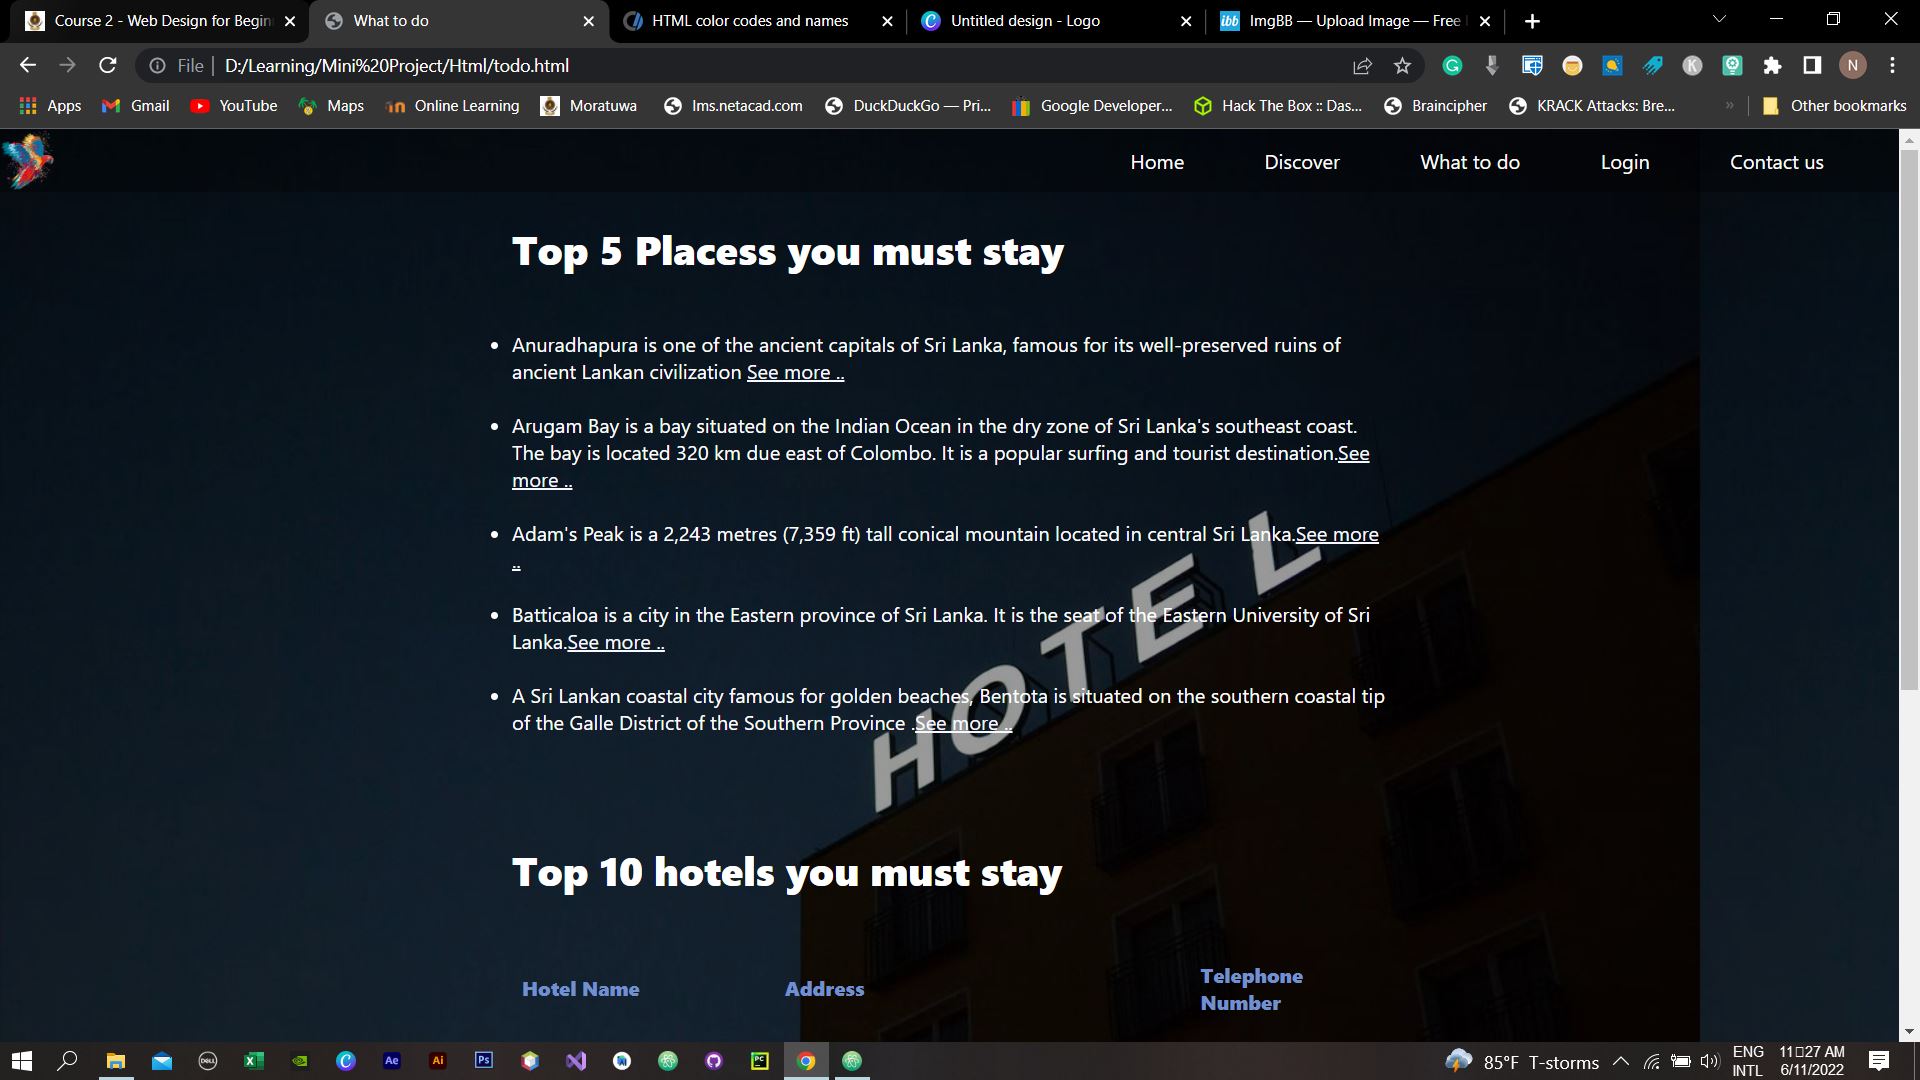 Course 2 - Web Design for Begin
What to do
HTML color codes and names
Untitled design - Logo
ibb ImgBB — Upload Image — Free
File | D:/Learning/Mini%20Project/Html/todo.html
N
Apps Gmail YouTube Maps Online Learning Moratuwa lms.netacad.com DuckDuckGo — Pri... Google Developer... Hack The Box :: Das... Braincipher KRACK Attacks: Bre... » Other bookmarks
Home Discover What to do Login Contact us
Top 5 Placess you must stay
• Anuradhapura is one of the ancient capitals of Sri Lanka, famous for its well-preserved ruins of
ancient Lankan civilization See more ..
• Arugam Bay is a bay situated on the Indian Ocean in the dry zone of Sri Lanka's southeast coast.
The bay is located 320 km due east of Colombo. It is a popular surfing and tourist destination.See
more ..
• Adam's Peak is a 2,243 metres (7,359 ft) tall conical mountain located in central Sri Lanka.See more
..
• Batticaloa is a city in the Eastern province of Sri Lanka. It is the seat of the Eastern University of Sri
Lanka.See more ..
• A Sri Lankan coastal city famous for golden beaches, Bentota is situated on the southern coastal tip
of the Galle District of the Southern Province .See more ..
HOTEL
Top 10 hotels you must stay
Hotel Name
Address
Telephone
Number
DELL
Ae
Ai
Ps
PC
85°F T-storms
ENG
INTL
11:27 AM
6/11/2022